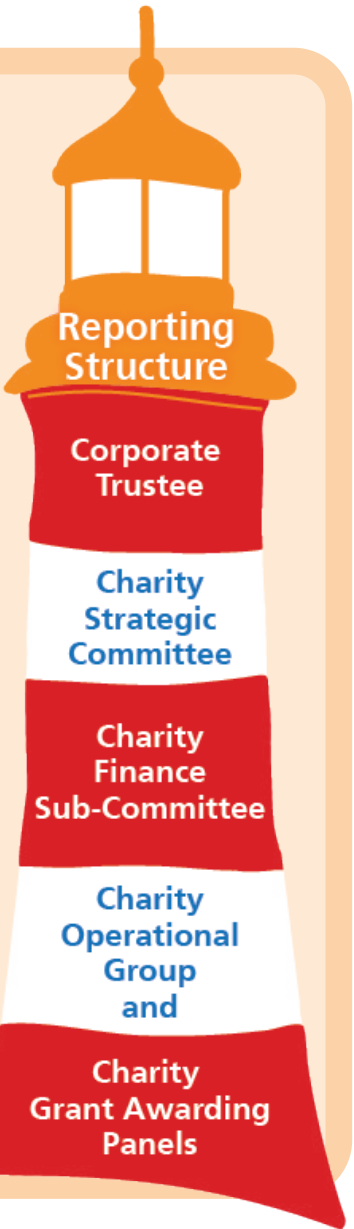 Reporting
Structure
Corporate
Trustee
Charity
Strategic
Committee
Charity
Finance
Sub-Committee
Charity
Operational
Group
and
Charity
Grant Awarding
Panels